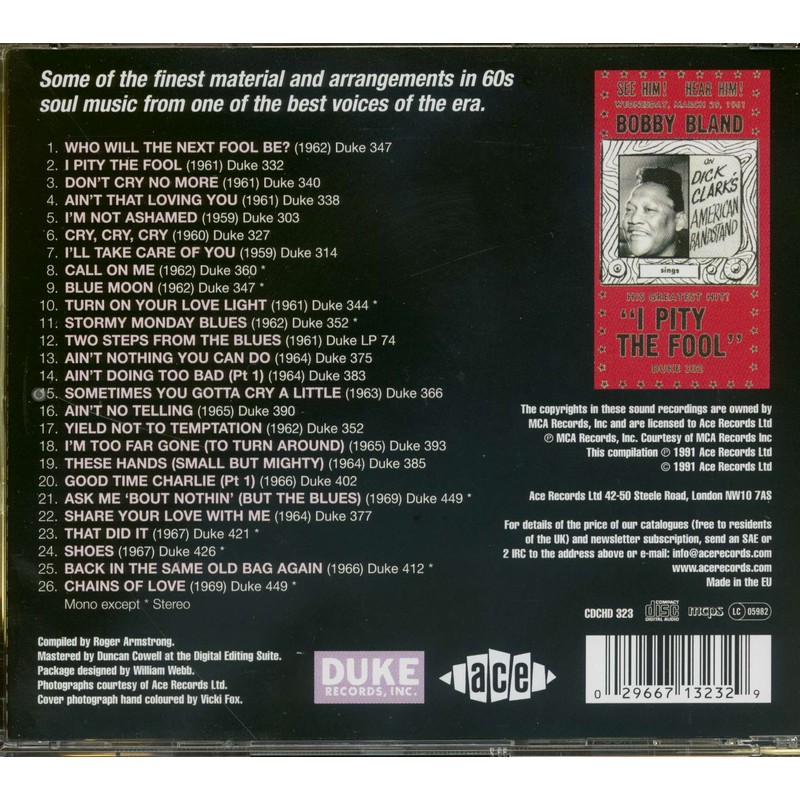 Some of the finest material and arrangements in 60s
soul music from one of the best voices of the era.
1. WHO WILL THE NEXT FOOL BE? (1962) Duke 347
2. I PITY THE FOOL (1961) Duke 332
3. DON'T CRY NO MORE (1961) Duke 340
4. AIN'T THAT LOVING YOU (1961) Duke 338
5. I'M NOT ASHAMED (1959) Duke 303
6. CRY, CRY, CRY (1960) Duke 327
7. I'LL TAKE CARE OF YOU (1959) Duke 314
8. CALL ON ME (1962) Duke 360 *
9. BLUE MOON (1962) Duke 347 *
10. TURN ON YOUR LOVE LIGHT (1961) Duke 344 *
11. STORMY MONDAY BLUES (1962) Duke 352 *
12. TWO STEPS FROM THE BLUES (1961) Duke LP 74
13. AIN'T NOTHING YOU CAN DO (1964) Duke 375
14. AIN'T DOING TOO BAD (Pt 1) (1964) Duke 383
15. SOMETIMES YOU GOTTA CRY A LITTLE (1963) Duke 366
16. AIN'T NO TELLING (1965) Duke 390
17. YIELD NOT TO TEMPTATION (1962) Duke 352
18. I'M TOO FAR GONE (TO TURN AROUND) (1965) Duke 393
19. THESE HANDS (SMALL BUT MIGHTY) (1964) Duke 385
20. GOOD TIME CHARLIE (Pt 1) (1966) Duke 402
21. ASK ME 'BOUT NOTHIN' (BUT THE BLUES) (1969) Duke 449 *
22. SHARE YOUR LOVE WITH ME (1964) Duke 377
23. THAT DID IT (1967) Duke 421 *
24. SHOES (1967) Duke 426 *
25. BACK IN THE SAME OLD BAG AGAIN (1966) Duke 412 *
26. CHAINS OF LOVE (1969) Duke 449 *
Mono except * Stereo
Compiled by Roger Armstrong.
Mastered by Duncan Cowell at the Digital Editing Suite.
Package designed by William Webb.
Photographs courtesy of Ace Records Ltd.
Cover photograph hand coloured by Vicki Fox.
DUKE
RECORDS, INC.
ace
SEE HIM! HEAR HIM!
WEDNESDAY, MARCH 29, 1961
BOBBY BLAND
ON
DICK
CLARK'S
AMERICAN
BANDSTAND
sings
HIS GREATEST HIT!
"I PITY
THE FOOL"
DUKE 332
The copyrights in these sound recordings are owned by
MCA Records, Inc and are licensed to Ace Records Ltd
℗ MCA Records, Inc. Courtesy of MCA Records Inc
This compilation ℗ 1991 Ace Records Ltd
© 1991 Ace Records Ltd
Ace Records Ltd 42-50 Steele Road, London NW10 7AS
For details of the price of our catalogues (free to residents
of the UK) and newsletter subscription, send an SAE or
2 IRC to the address above or e-mail: info@acerecords.com
www.acerecords.com
Made in the EU
CDCHD 323 COMPACT disc DIGITAL AUDIO mcps LC 05982
0 29667 13232 9